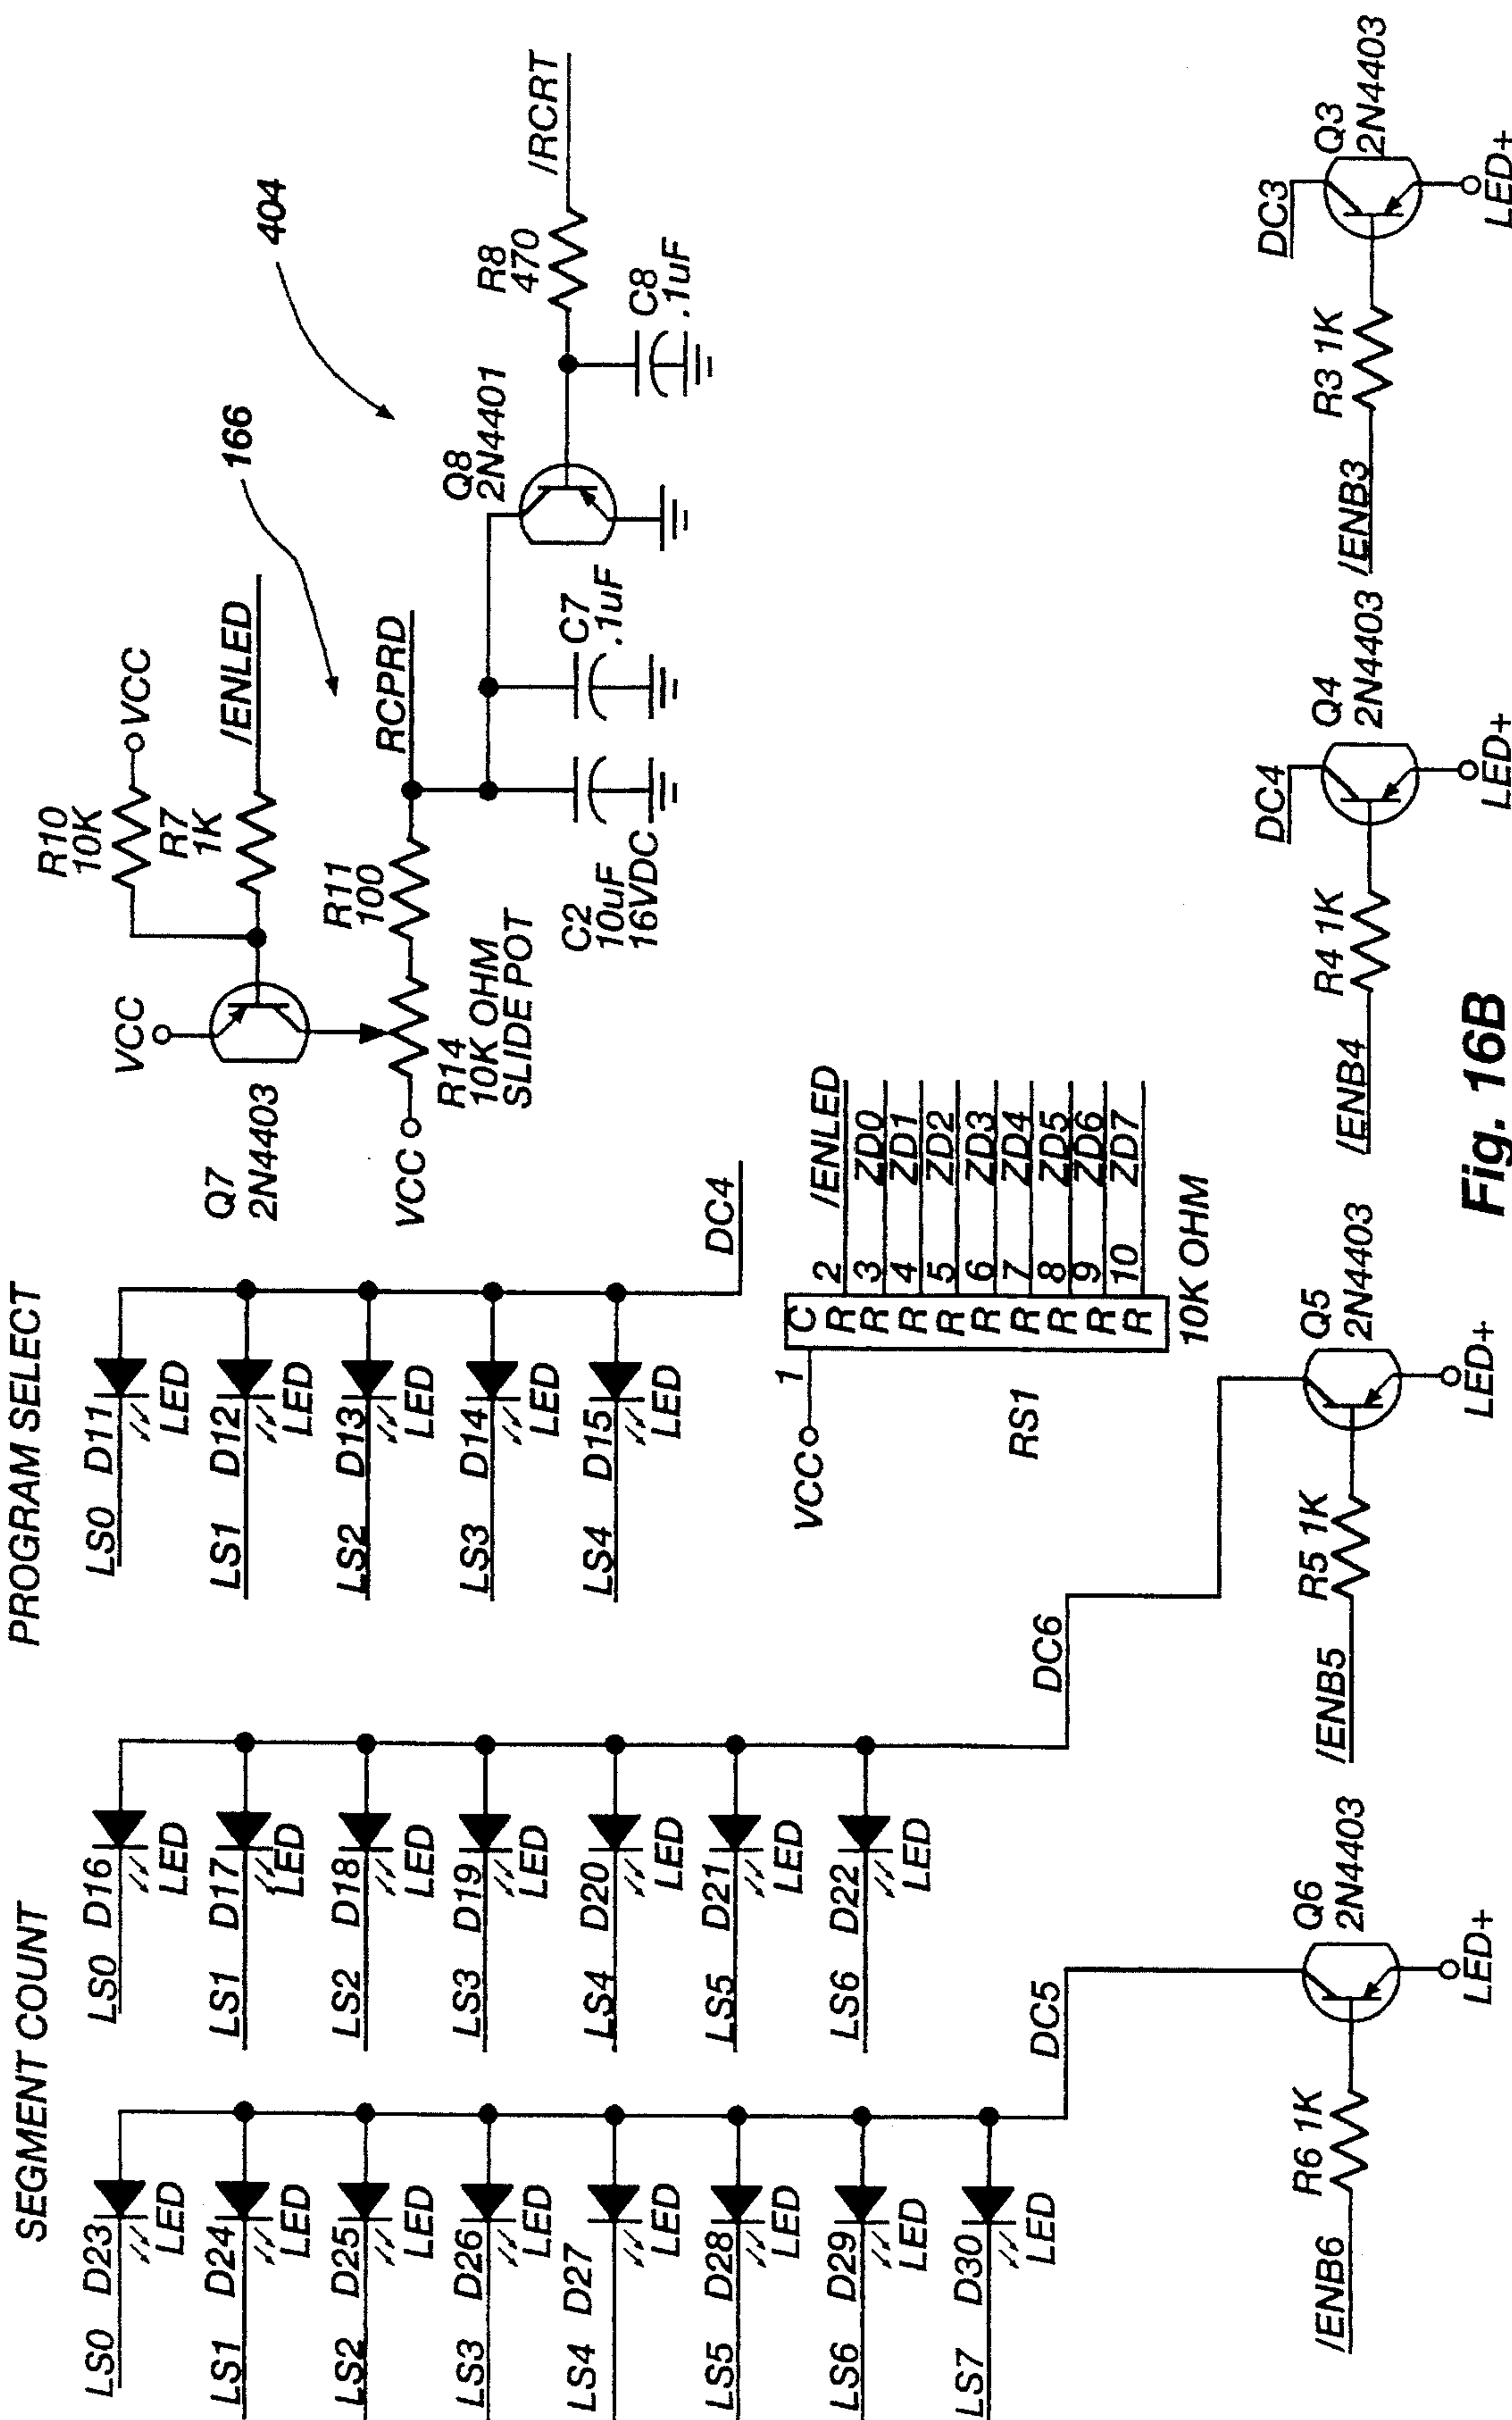 SEGMENT COUNT
PROGRAM SELECT
LS0 D23
LED
LS1 D24
LED
LS2 D25
LED
LS3 D26
LED
LS4 D27
LED
LS5 D28
LED
LS6 D29
LED
LS7 D30
LED
DC5
LS0 D16
LED
LS1 D17
LED
LS2 D18
LED
LS3 D19
LED
LS4 D20
LED
LS5 D21
LED
LS6 D22
LED
DC6
LS0 D11
LED
LS1 D12
LED
LS2 D13
LED
LS3 D14
LED
LS4 D15
LED
DC4
VCC
Q7
2N4403
R10
10K
VCC
R7
1K
/ENLED
166
VCC
R14
10K OHM
SLIDE POT
R11
100
RCPRD
C2
10uF
16VDC
C7
.1uF
Q8
2N4401
404
R8
470
/RCRT
C8
.1uF
VCC
1
RS1
C
R 2 /ENLED
R 3 ZD0
R 4 ZD1
R 5 ZD2
R 6 ZD3
R 7 ZD4
R 8 ZD5
R 9 ZD6
R 10 ZD7
10K OHM
/ENB6
R6 1K
Q6
2N4403
LED+
/ENB5
R5 1K
Q5
2N4403
LED+
/ENB4
R4 1K
DC4
Q4
2N4403
LED+
/ENB3
R3 1K
DC3
Q3
2N4403
LED+
Fig. 16B